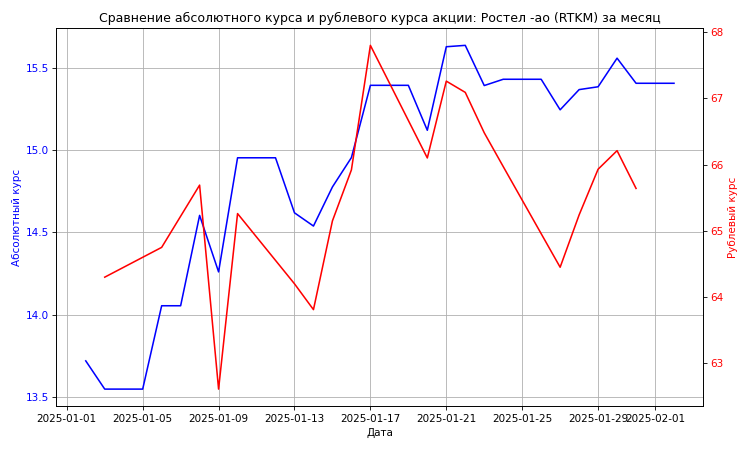 Сравнение абсолютного курса и рублевого курса акции: Ростел -ао (RTKM) за месяц
Абсолютный курс
15.5
15.0
14.5
14.0
13.5
68
67
66
65
64
63
Рублевый курс
2025-01-01 2025-01-05 2025-01-09 2025-01-13 2025-01-17 2025-01-21 2025-01-25 2025-01-29 2025-02-01
Дата